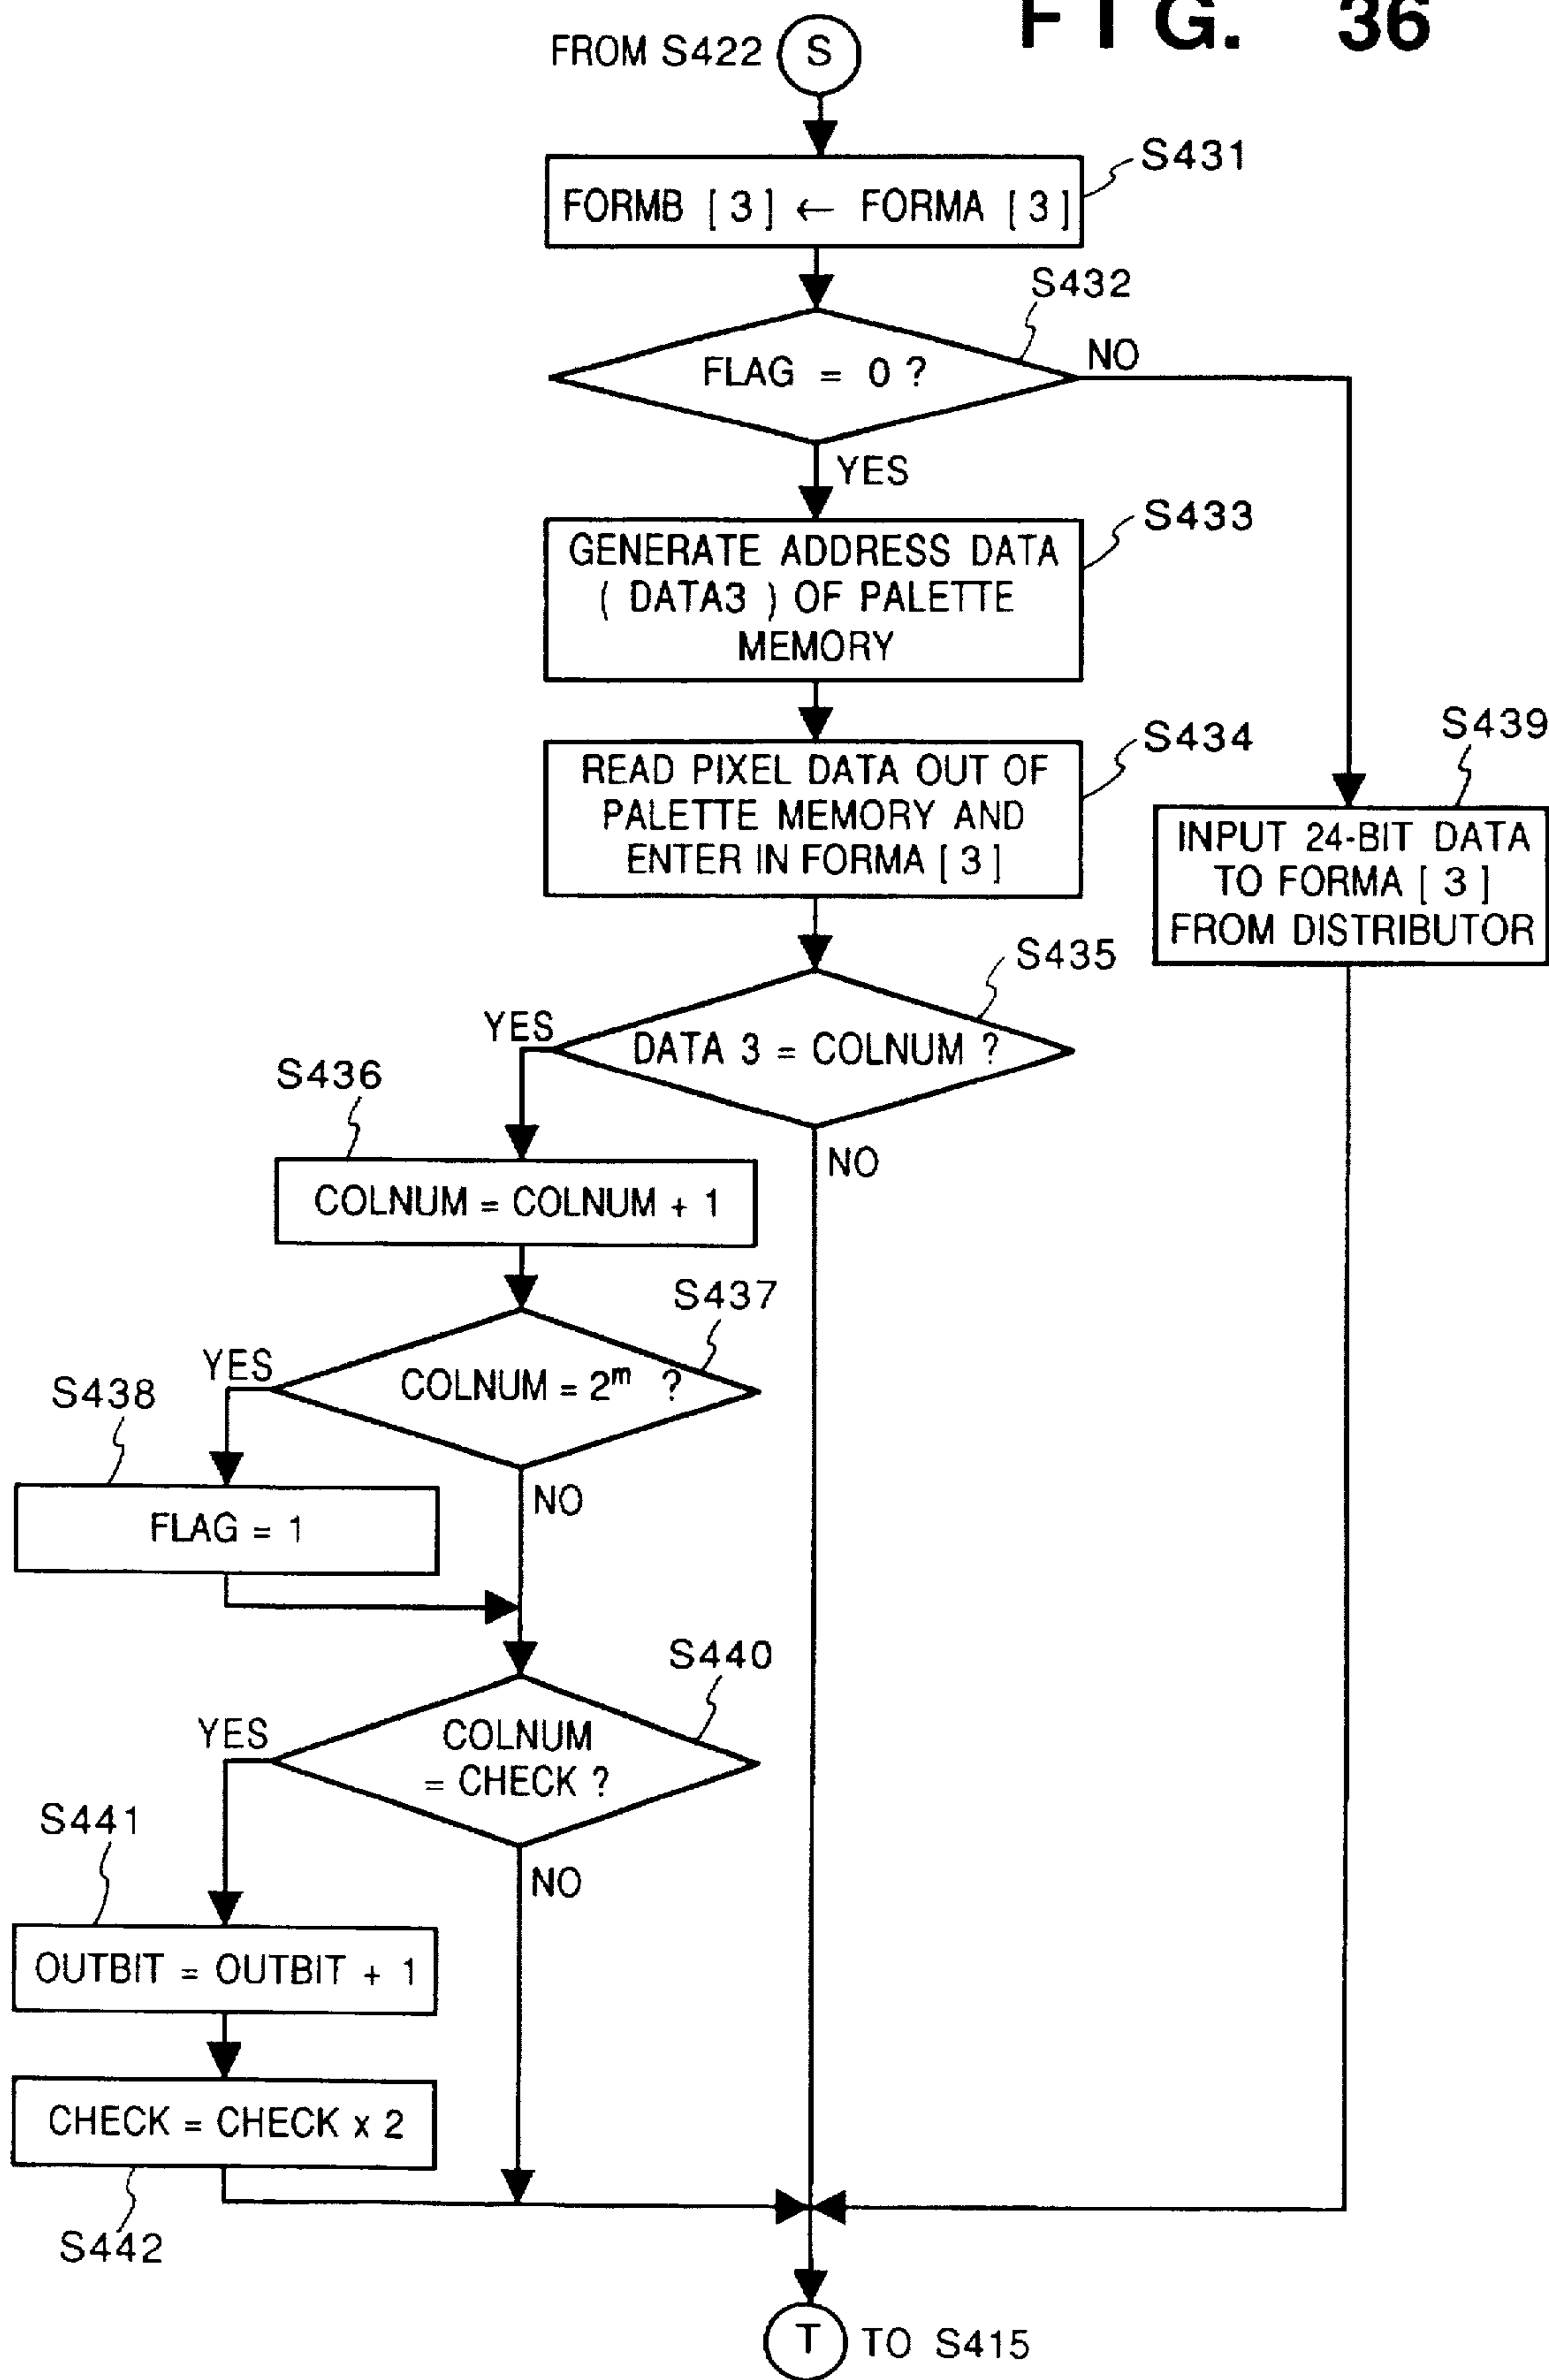 FIG. 36
FROM S422 S
S431
FORMB [ 3 ] ← FORMA [ 3 ]
S432
FLAG = 0 ?
NO
YES
S433
GENERATE ADDRESS DATA
( DATA3 ) OF PALETTE
MEMORY
S434
READ PIXEL DATA OUT OF
PALETTE MEMORY AND
ENTER IN FORMA [ 3 ]
S439
INPUT 24-BIT DATA
TO FORMA [ 3 ]
FROM DISTRIBUTOR
S435
YES
DATA 3 = COLNUM ?
NO
S436
COLNUM = COLNUM + 1
S437
YES
COLNUM = 2ᵐ ?
NO
S438
FLAG = 1
S440
YES
COLNUM
= CHECK ?
NO
S441
OUTBIT = OUTBIT + 1
CHECK = CHECK x 2
S442
T TO S415